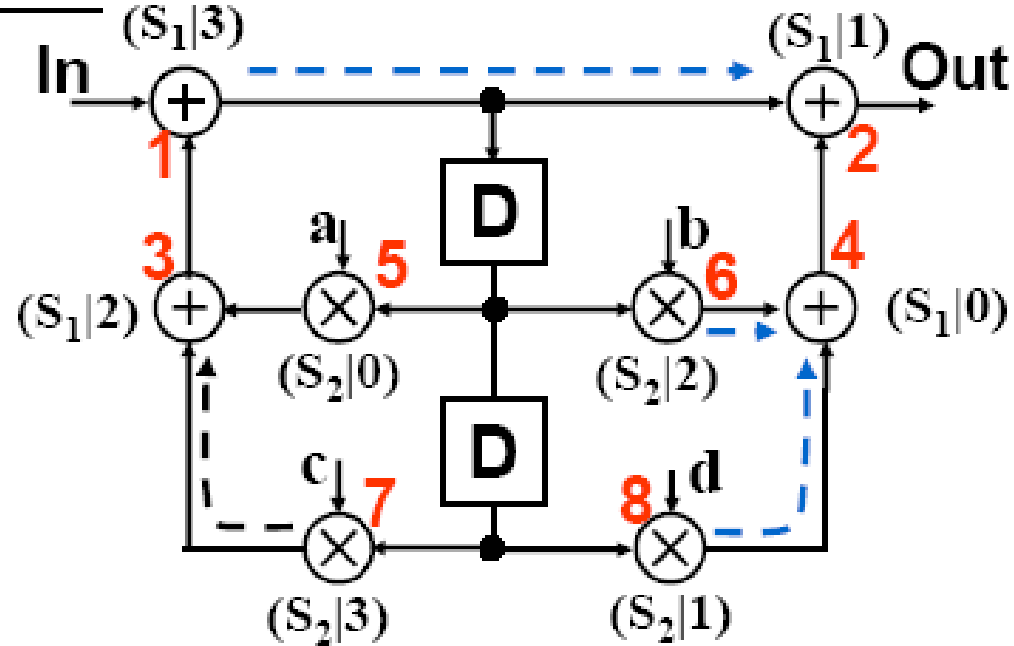 (S₁|3)
(S₁|1)
In
Out
+
+
1
2
D
a
b
3
5
6
4
(S₁|2)
+
×
×
+
(S₁|0)
(S₂|0)
(S₂|2)
D
c
7
8
d
×
×
(S₂|3)
(S₂|1)